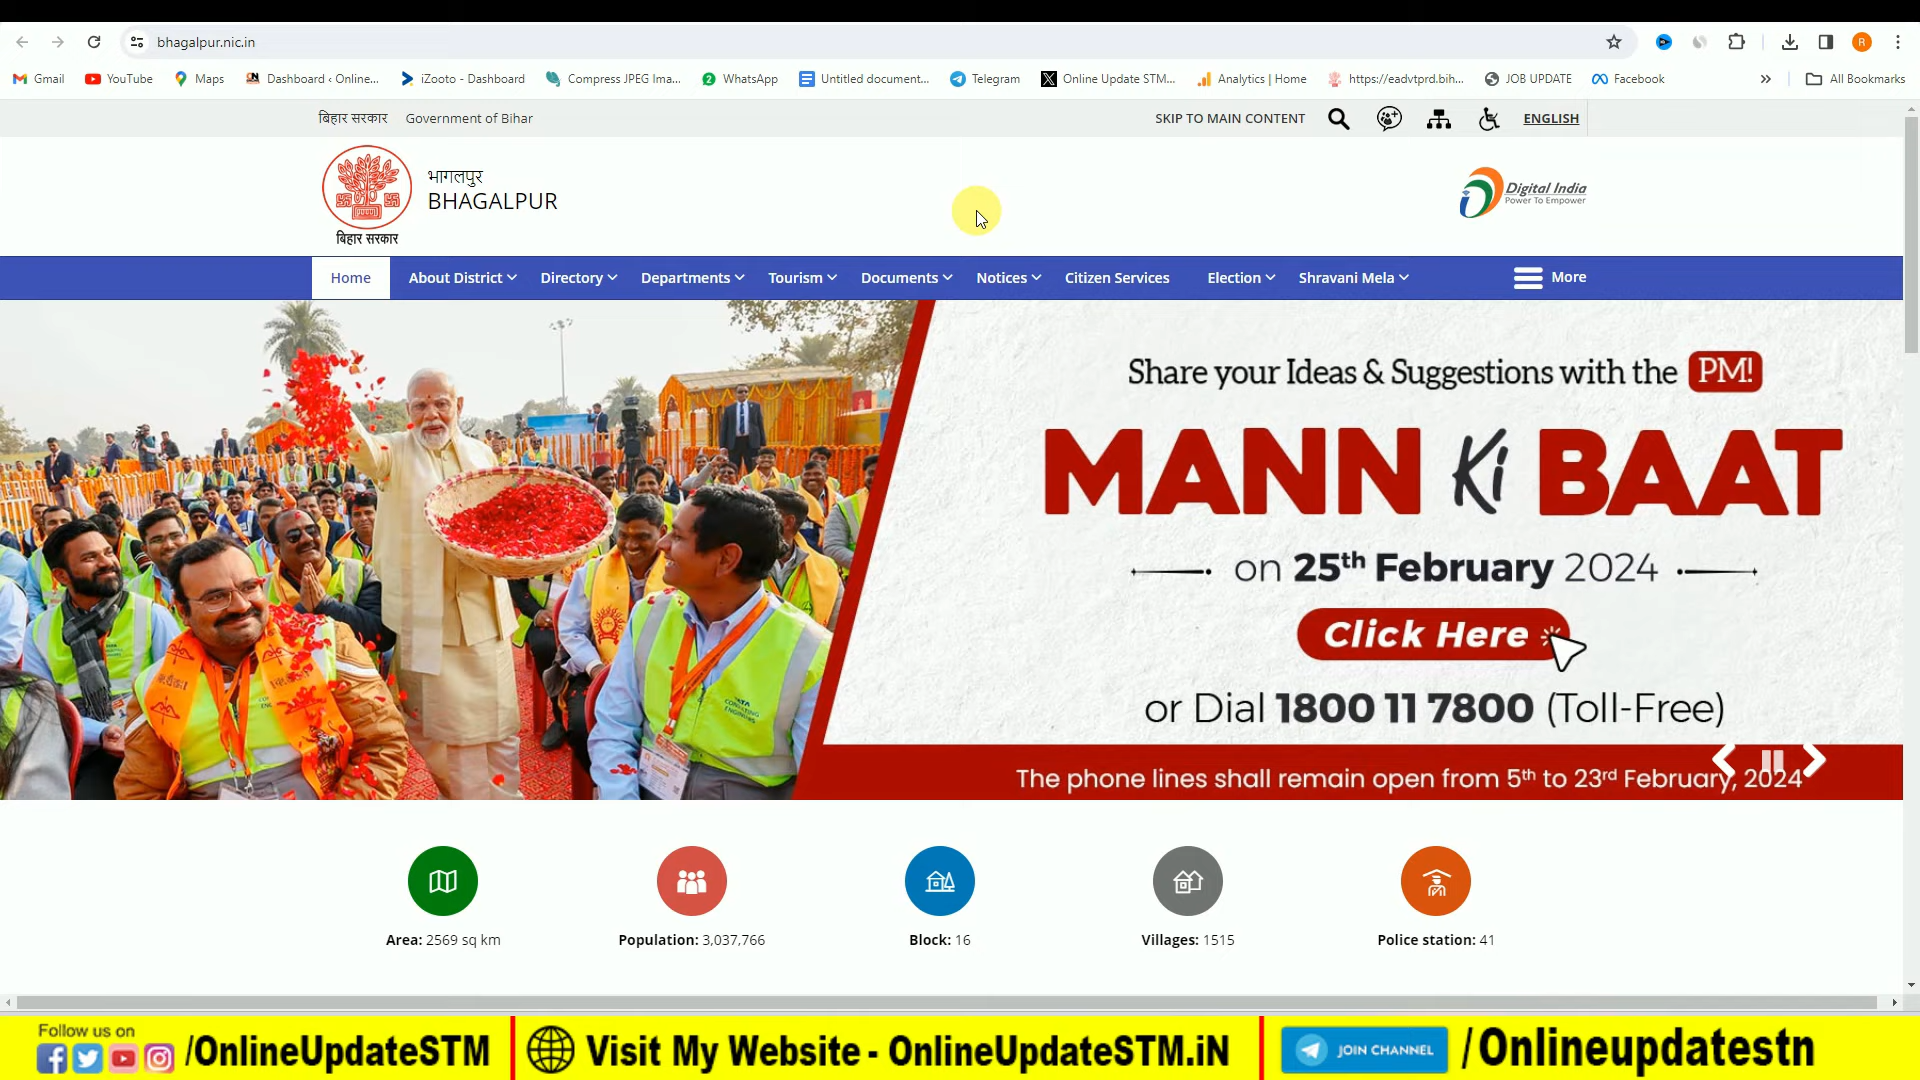 bhagalpur.nic.in
Gmail YouTube Maps Dashboard ‹ Online... iZooto - Dashboard Compress JPEG Ima... WhatsApp Untitled document... Telegram Online Update STM... Analytics | Home https://eadvtprd.bih... JOB UPDATE Facebook » All Bookmarks
बिहार सरकार Government of Bihar SKIP TO MAIN CONTENT ENGLISH
भागलपुर
BHAGALPUR
बिहार सरकार
Digital India
Power To Empower
Home About District Directory Departments Tourism Documents Notices Citizen Services Election Shravani Mela More
Share your Ideas & Suggestions with the PM!
MANN Ki BAAT
on 25th February 2024
Click Here
or Dial 1800 11 7800 (Toll-Free)
The phone lines shall remain open from 5th to 23rd February, 2024
TATA
CONSULTING
ENGINEERS
Area: 2569 sq km Population: 3,037,766 Block: 16 Villages: 1515 Police station: 41
Follow us on
/OnlineUpdateSTM Visit My Website - OnlineUpdateSTM.iN JOIN CHANNEL /Onlineupdatestn